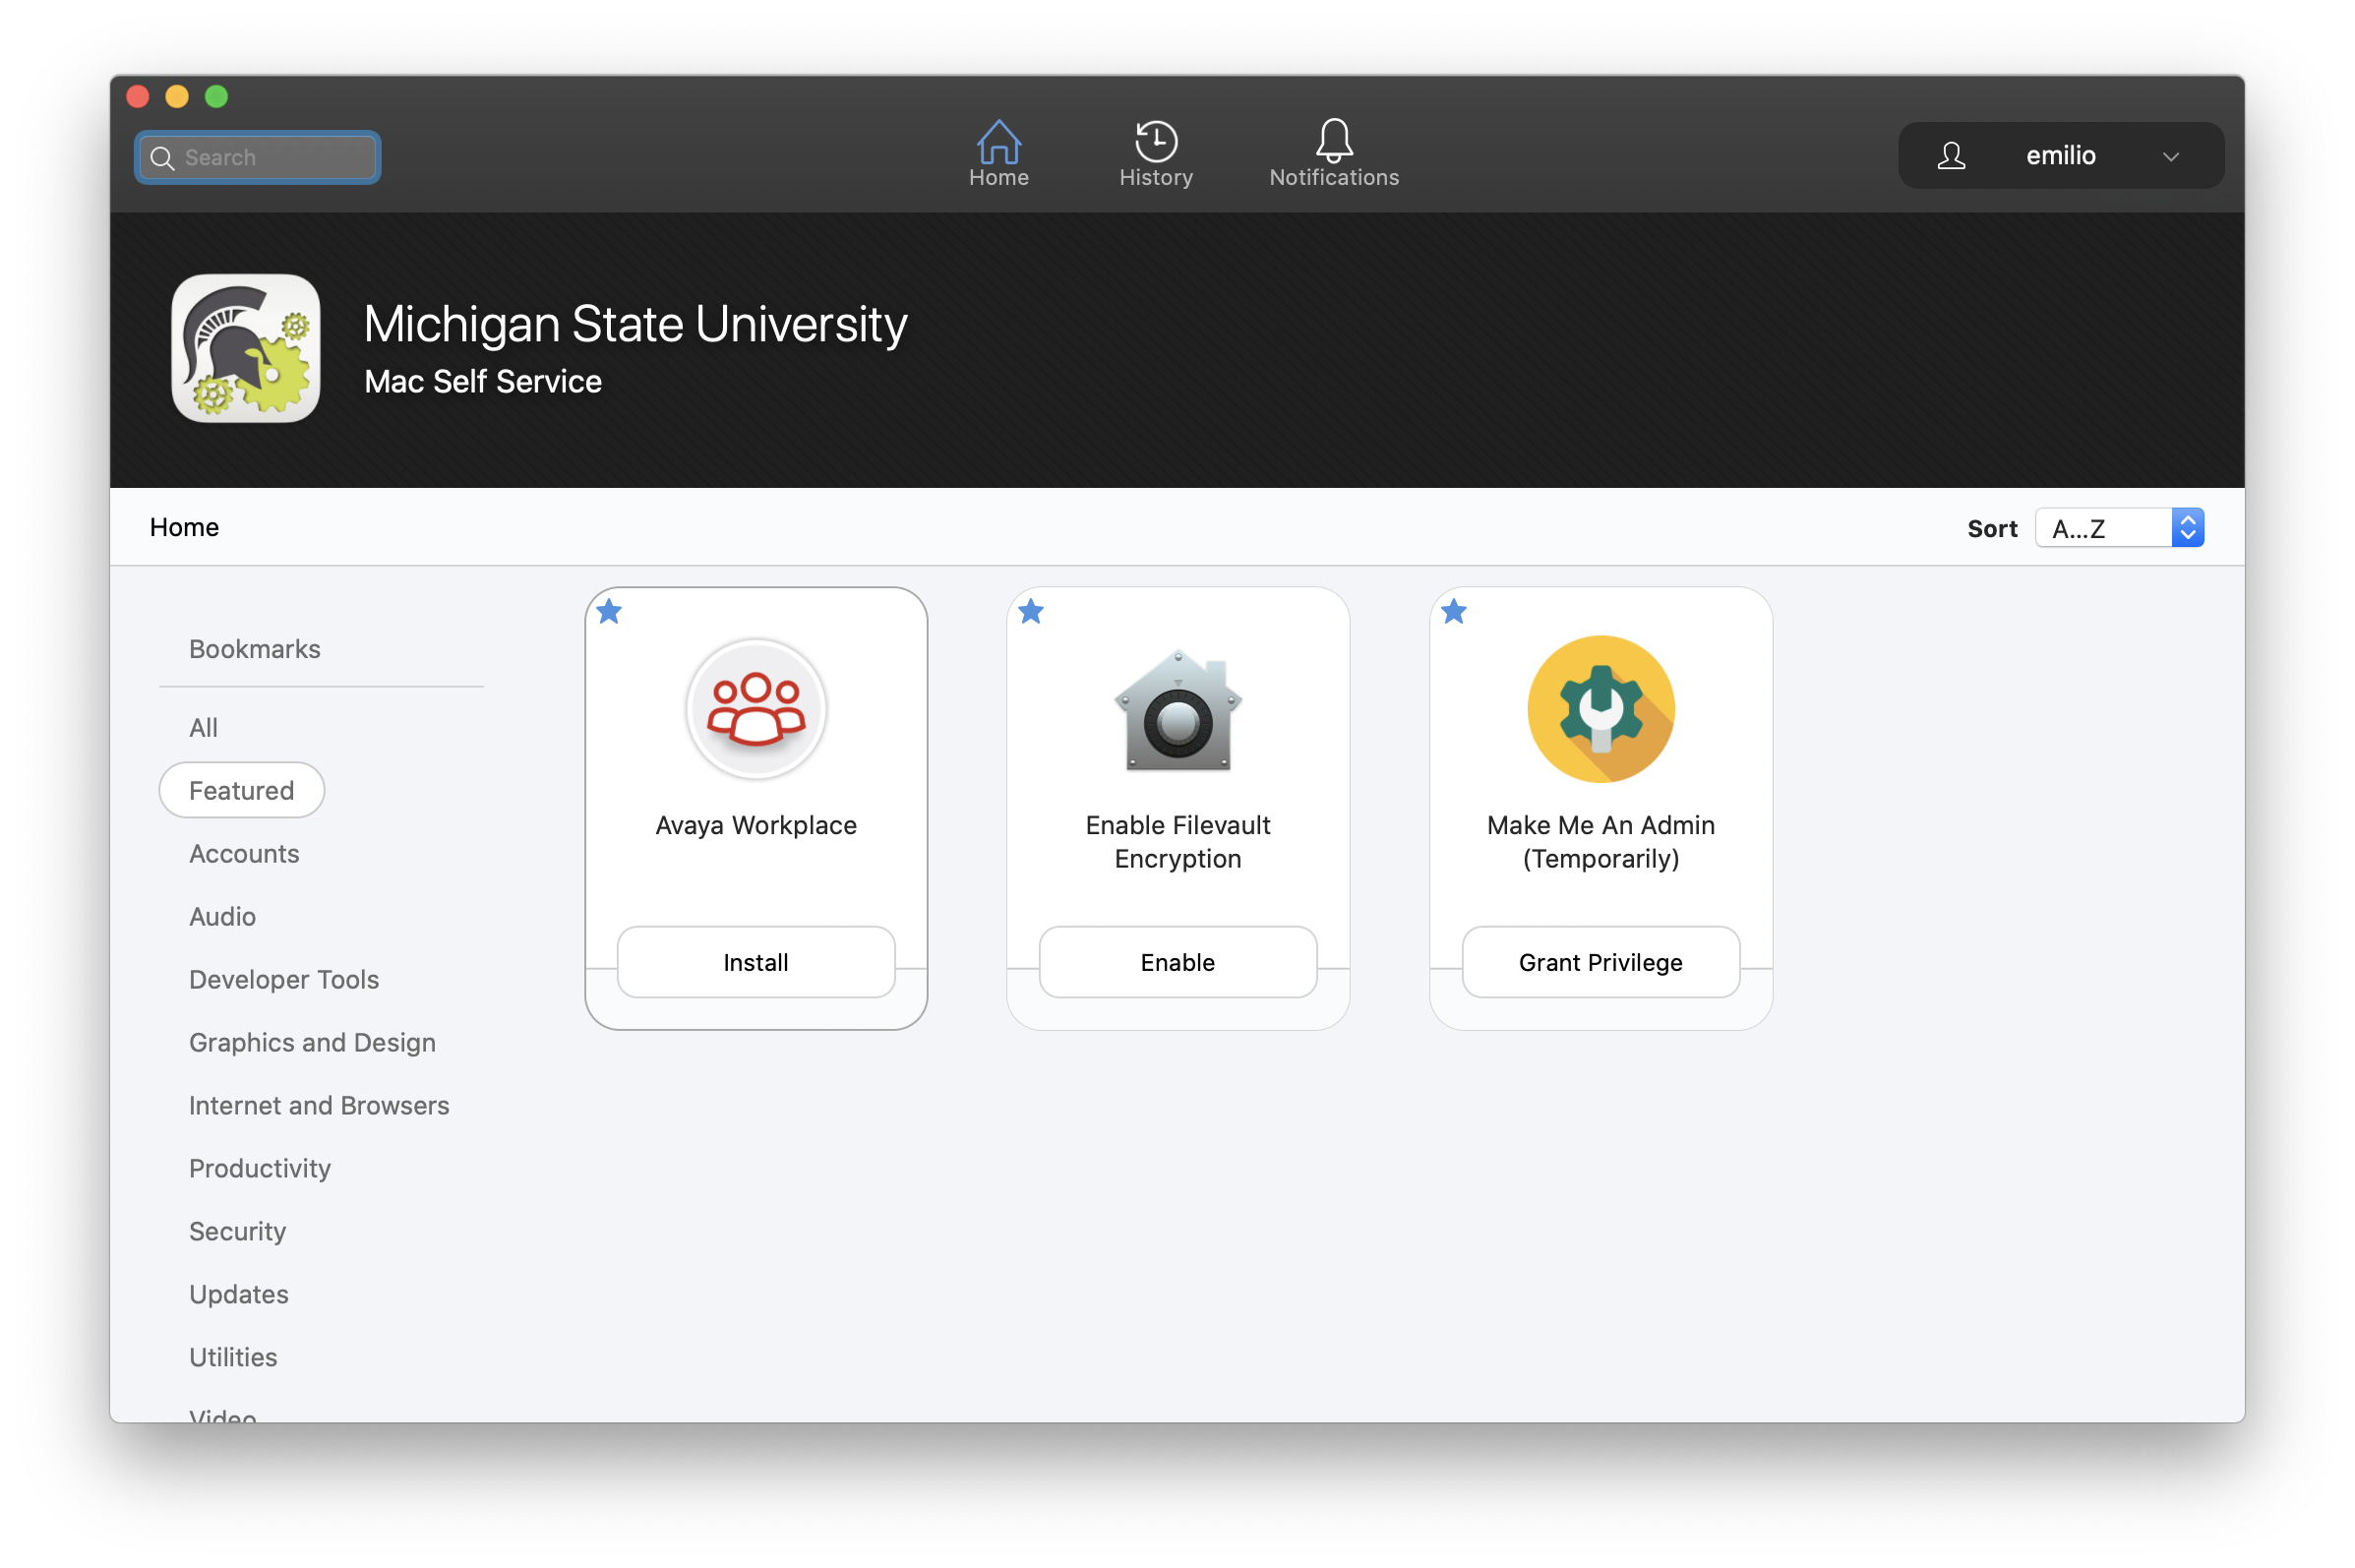 Search
Home
History
Notifications
emilio
Michigan State University
Mac Self Service
Home
Sort
A...Z
Bookmarks
All
Featured
Accounts
Audio
Developer Tools
Graphics and Design
Internet and Browsers
Productivity
Security
Updates
Utilities
Video
Avaya Workplace
Install
Enable Filevault
Encryption
Enable
Make Me An Admin
(Temporarily)
Grant Privilege